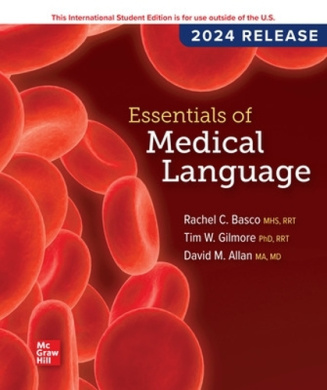 This International Student Edition is for use outside of the U.S.
2024 RELEASE
Essentials of
Medical
Language
Rachel C. Basco MHS, RRT
Tim W. Gilmore PhD, RRT
David M. Allan MA, MD
Mc
Graw
Hill